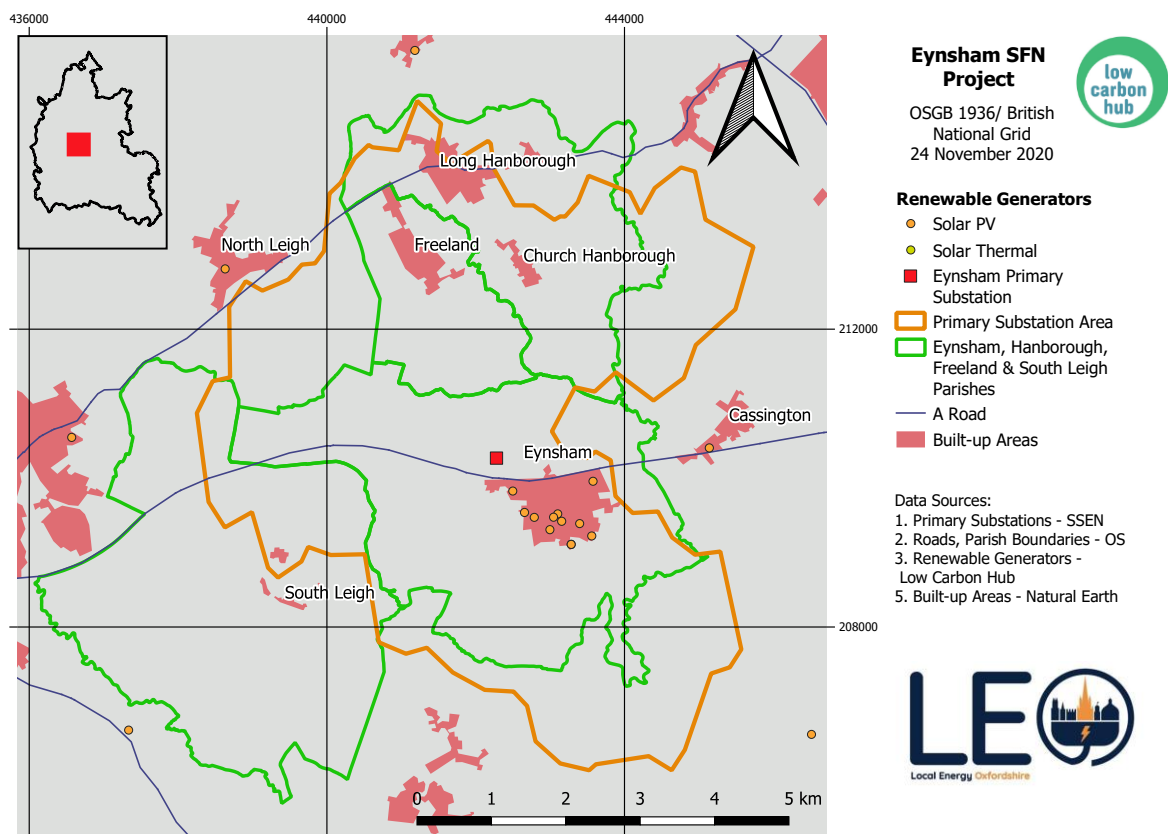 436000
440000
444000
212000
208000
Long Hanborough
North Leigh
Freeland
Church Hanborough
Cassington
Eynsham
South Leigh
0 1 2 3 4 5 km
Eynsham SFN
Project
low
carbon
hub
OSGB 1936/ British
National Grid
24 November 2020
Renewable Generators
Solar PV
Solar Thermal
Eynsham Primary
Substation
Primary Substation Area
Eynsham, Hanborough,
Freeland & South Leigh
Parishes
A Road
Built-up Areas
Data Sources:
1. Primary Substations - SSEN
2. Roads, Parish Boundaries - OS
3. Renewable Generators -
Low Carbon Hub
5. Built-up Areas - Natural Earth
LEO
Local Energy Oxfordshire